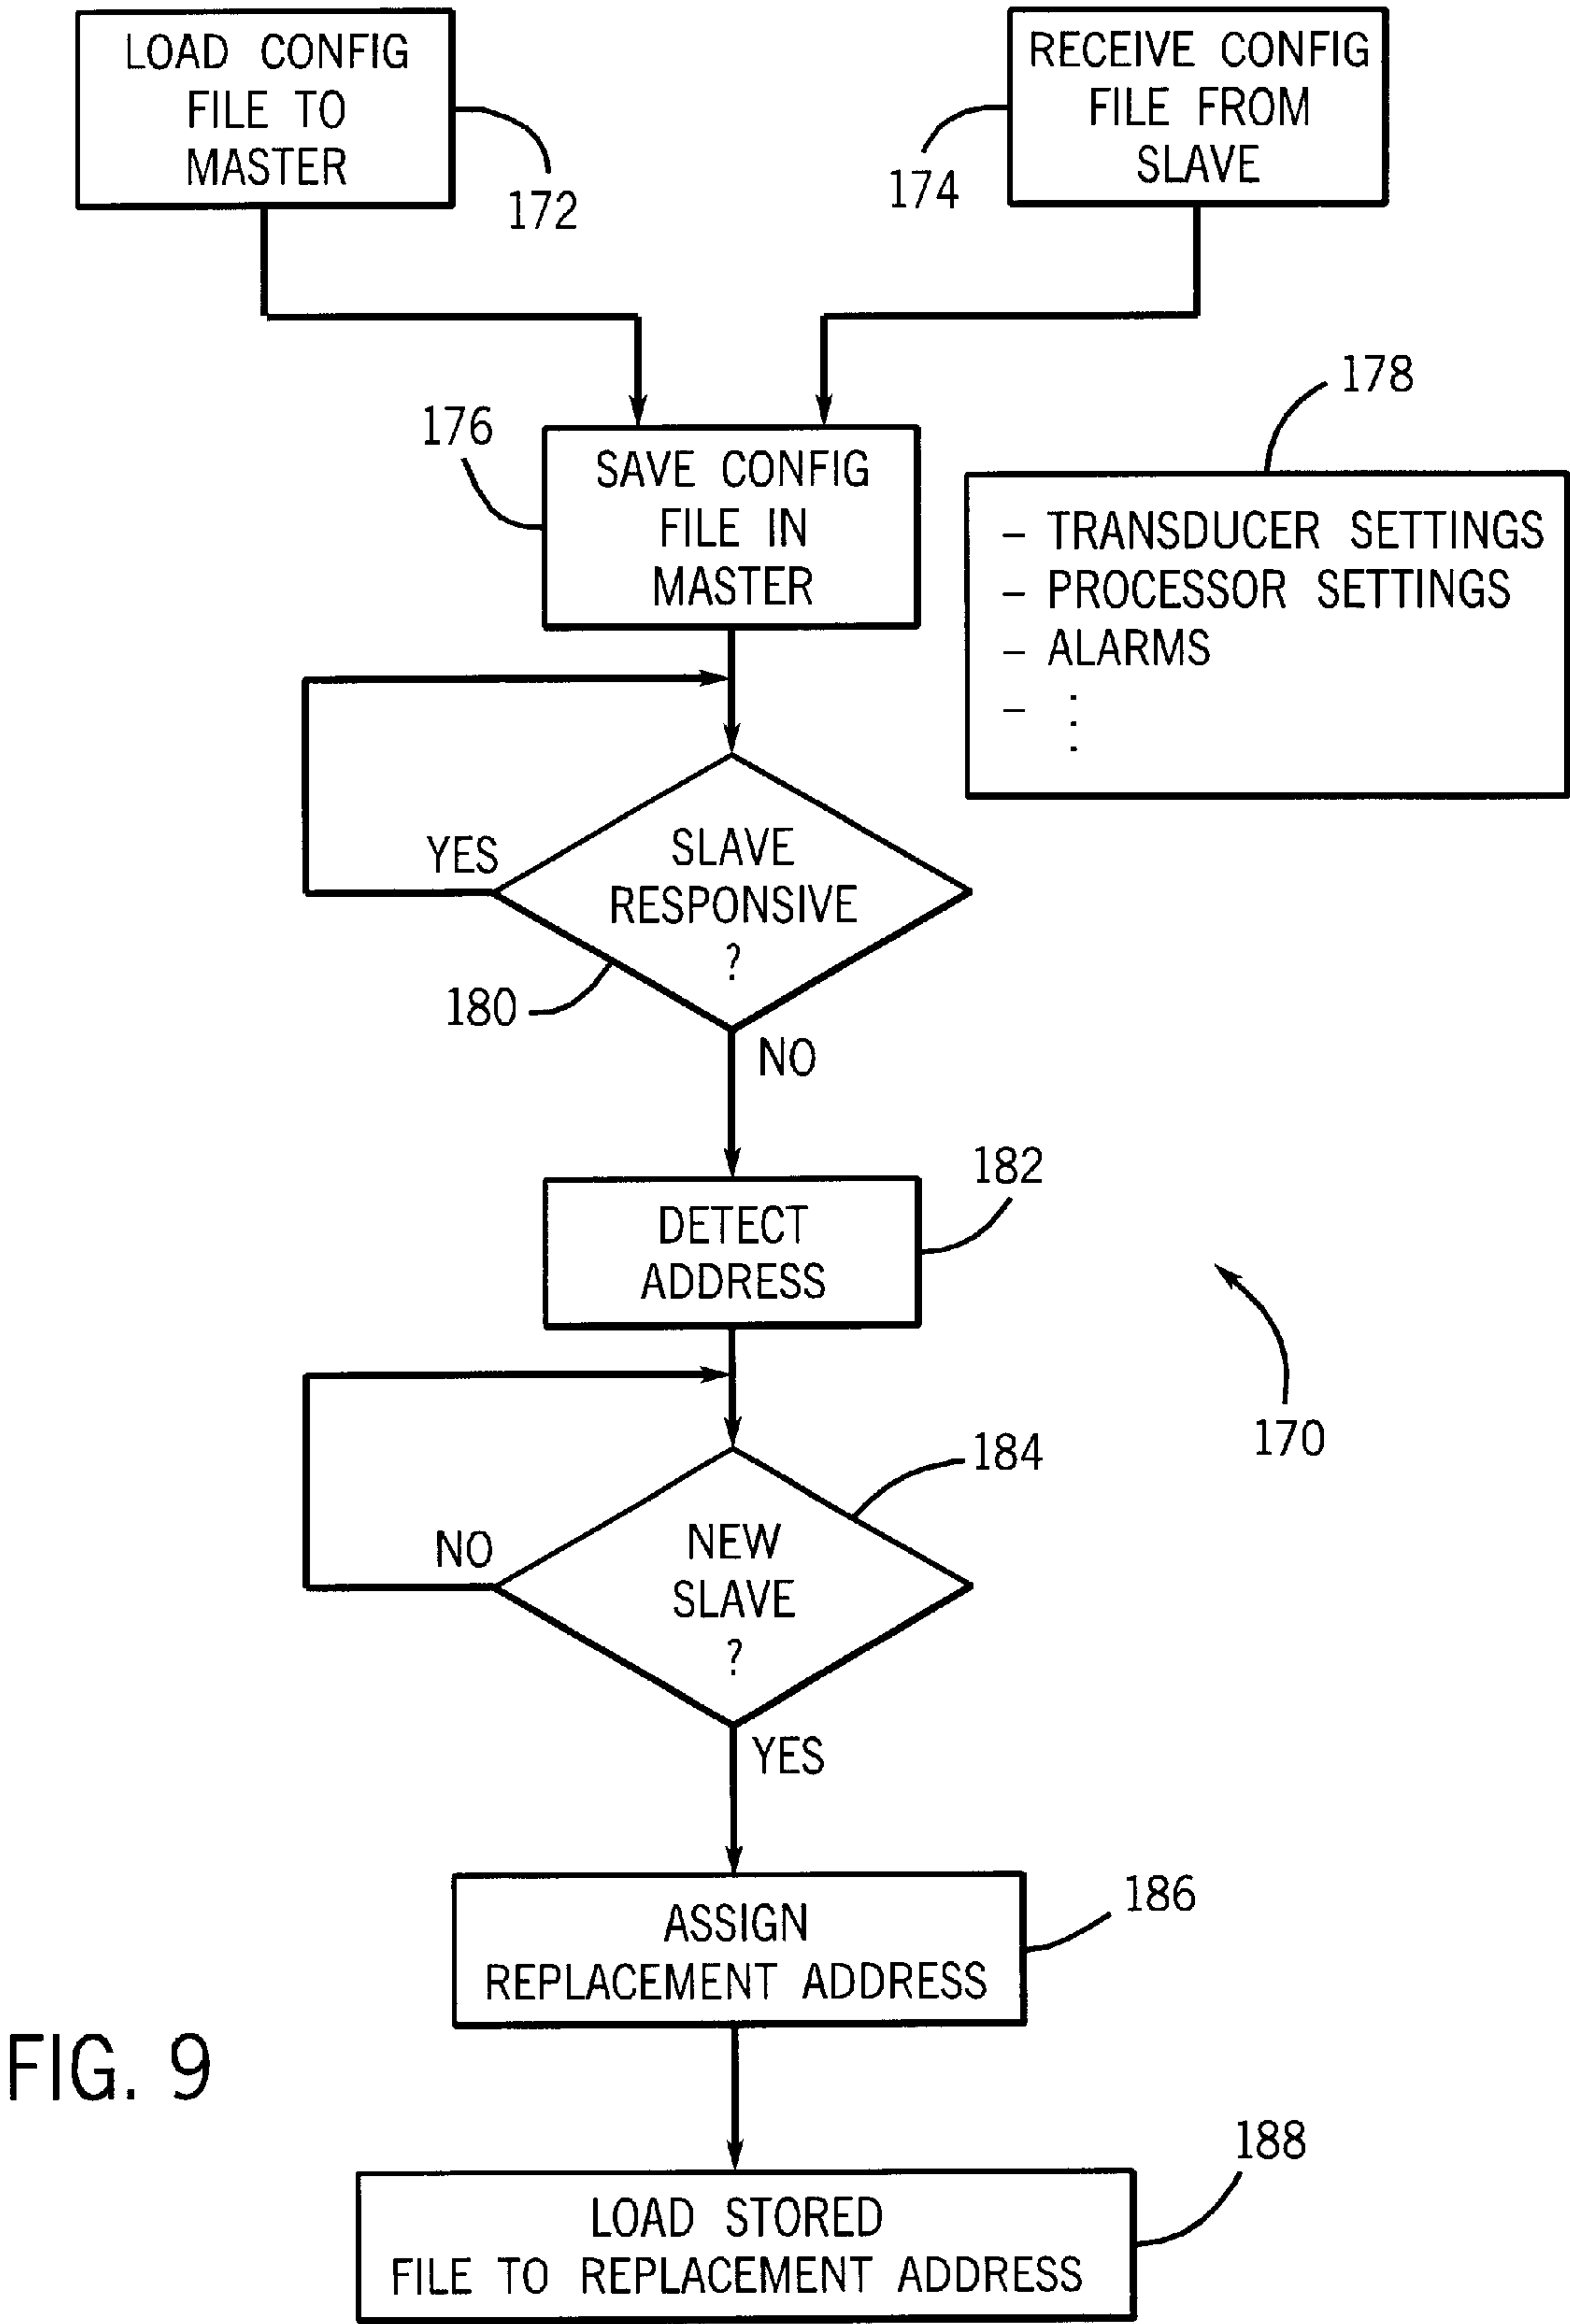 LOAD CONFIG
FILE TO
MASTER
172
RECEIVE CONFIG
FILE FROM
SLAVE
174
176
SAVE CONFIG
FILE IN
MASTER
178
– TRANSDUCER SETTINGS
– PROCESSOR SETTINGS
– ALARMS
– ⋮
YES
SLAVE
RESPONSIVE
?
180
NO
182
DETECT
ADDRESS
170
184
NO
NEW
SLAVE
?
YES
186
ASSIGN
REPLACEMENT ADDRESS
FIG. 9
188
LOAD STORED
FILE TO REPLACEMENT ADDRESS